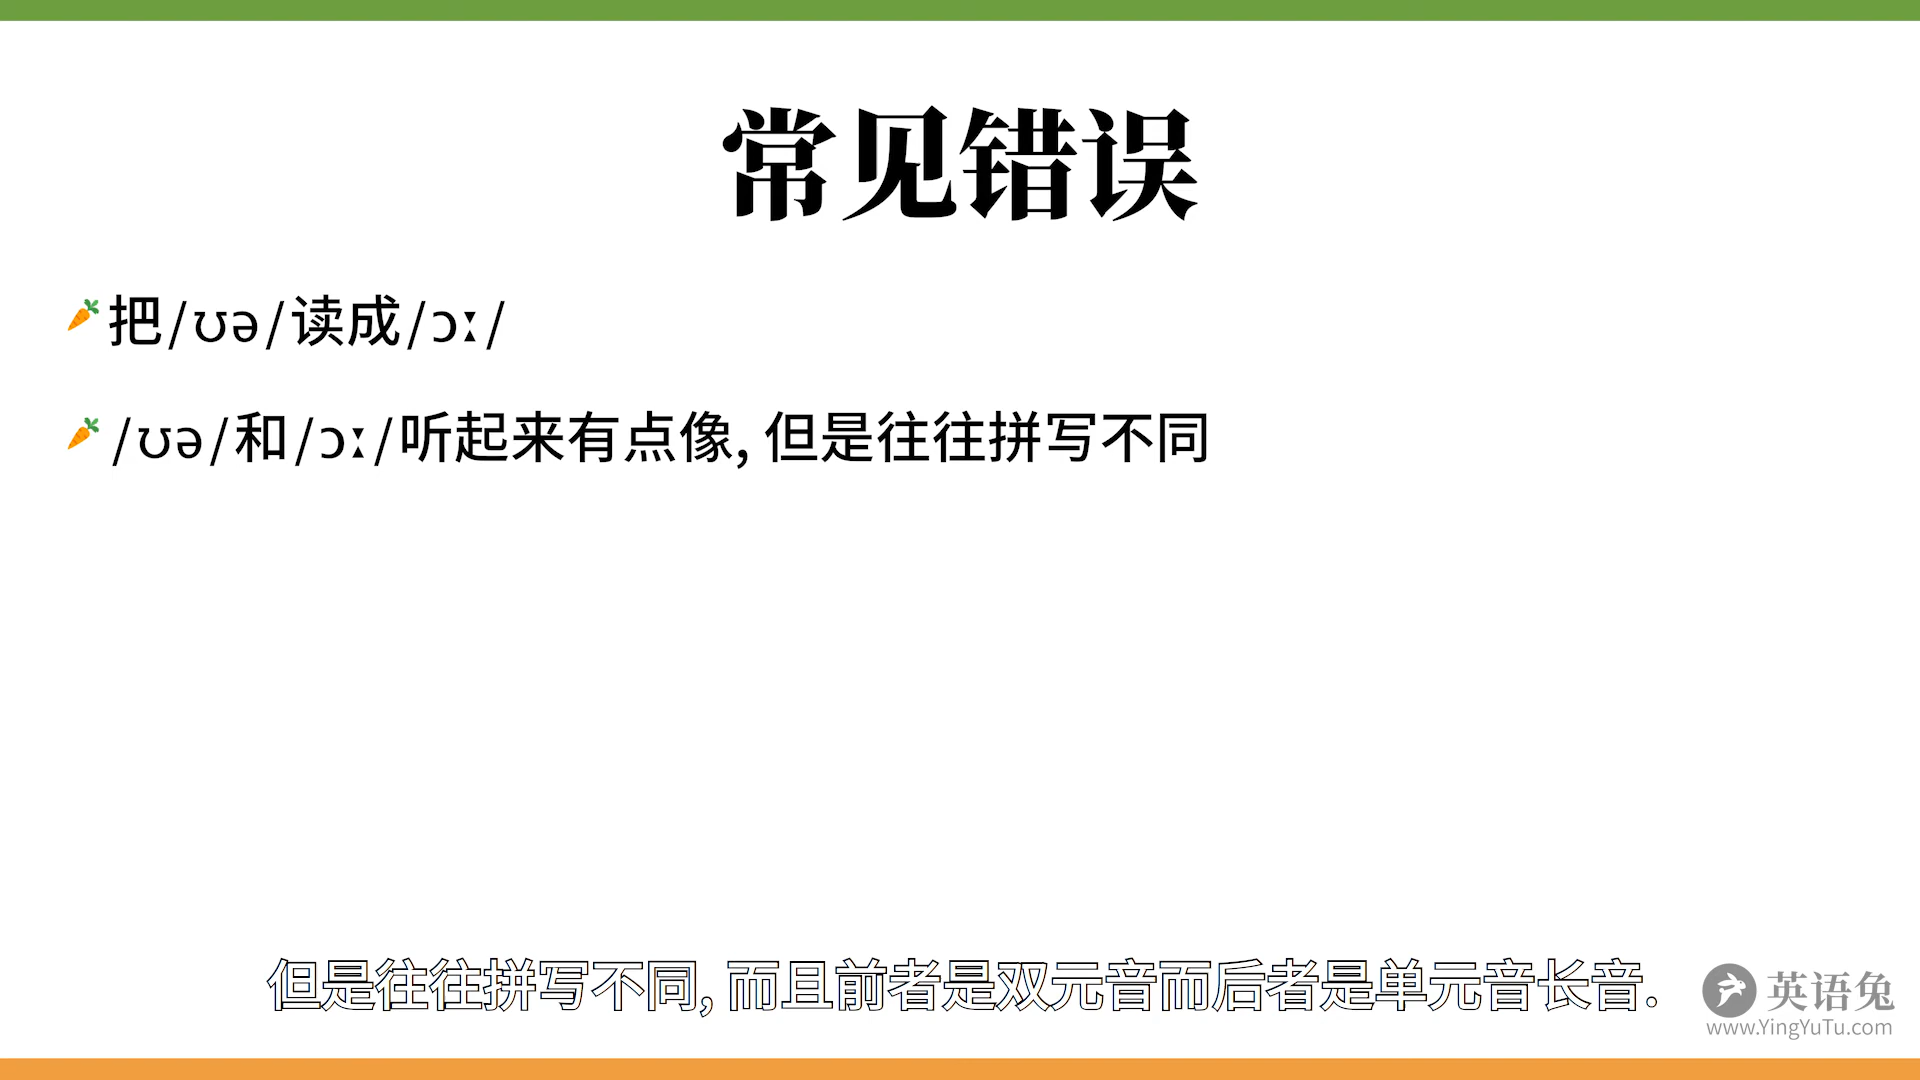 常见错误
把/ʊə/读成/ɔː/
/ʊə/和/ɔː/听起来有点像, 但是往往拼写不同
但是往往拼写不同, 而且前者是双元音而后者是单元音长音.
英语兔
www.YingYuTu.com